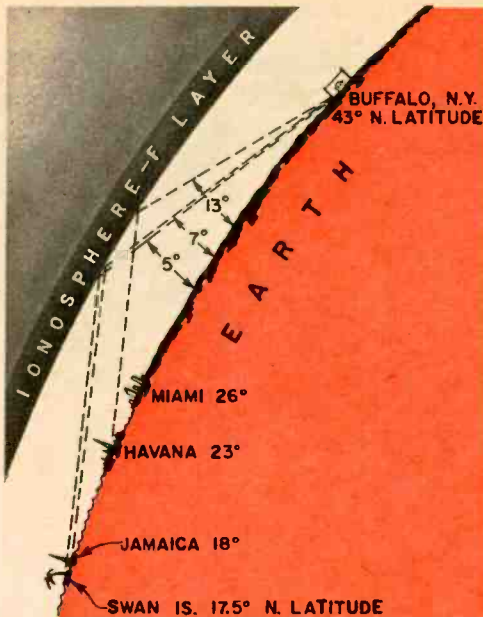 IONOSPHERE-F LAYER
BUFFALO, N.Y.
43° N. LATITUDE
13°
7°
5°
EARTH
MIAMI 26°
HAVANA 23°
JAMAICA 18°
SWAN IS. 17.5° N. LATITUDE